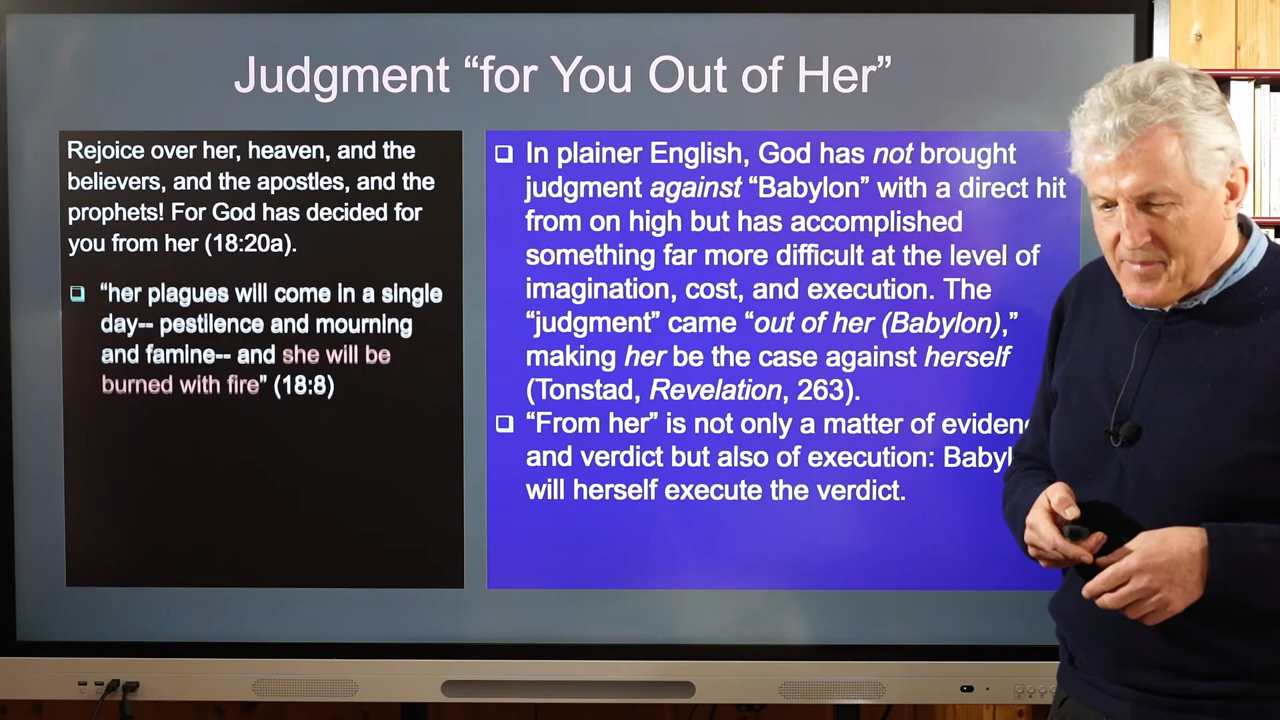 Judgment “for You Out of Her”
Rejoice over her, heaven, and the
believers, and the apostles, and the
prophets! For God has decided for
you from her (18:20a).
“her plagues will come in a single
day-- pestilence and mourning
and famine-- and she will be
burned with fire” (18:8)
In plainer English, God has not brought
judgment against “Babylon” with a direct hit
from on high but has accomplished
something far more difficult at the level of
imagination, cost, and execution. The
“judgment” came “out of her (Babylon),”
making her be the case against herself
(Tonstad, Revelation, 263).
“From her” is not only a matter of
and verdict but also of execution:
will herself execute the verdict.